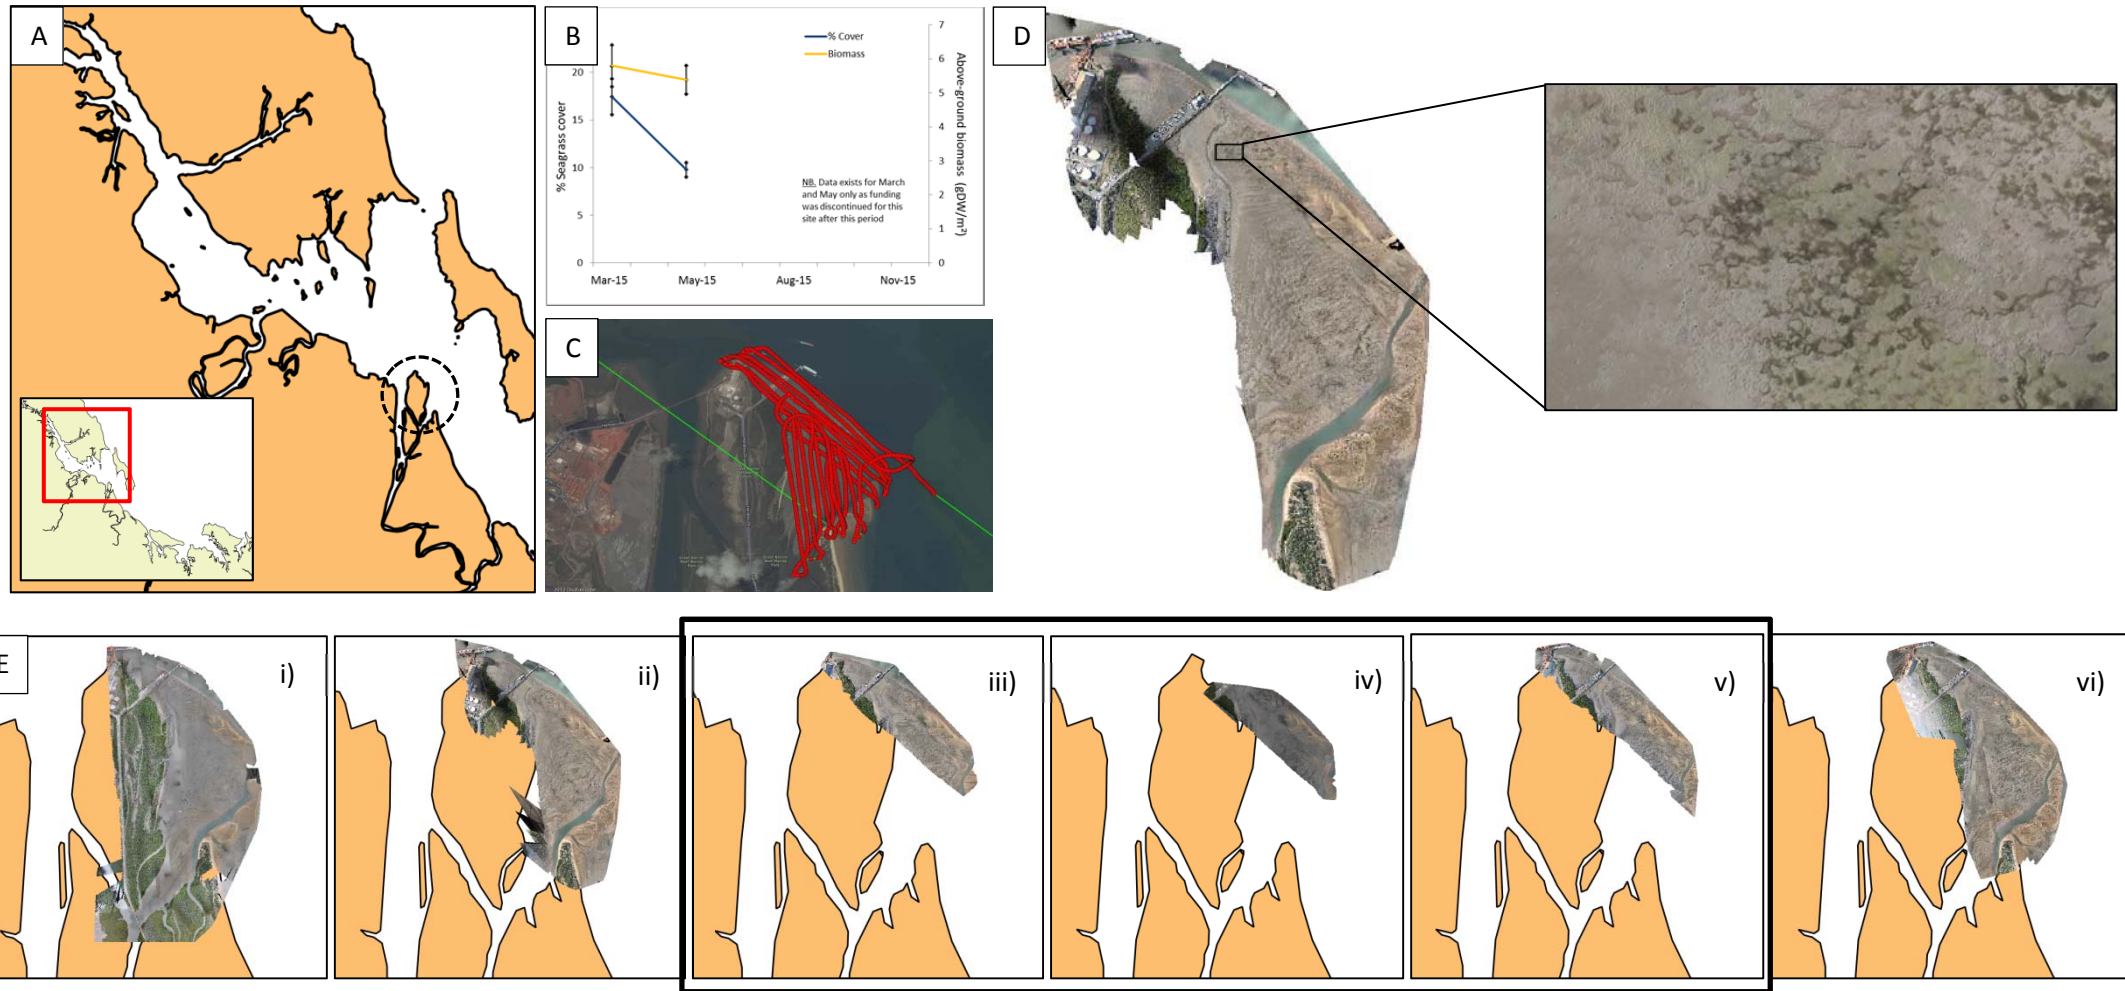 A
B
% Cover
Biomass
7
6
5
4
3
2
1
0
20
15
10
5
0
% Seagrass cover
Above-ground biomass (gDW/m²)
NB. Data exists for March
and May only as funding
was discontinued for this
site after this period
Mar-15
May-15
Aug-15
Nov-15
C
D
E
i)
ii)
iii)
iv)
v)
vi)